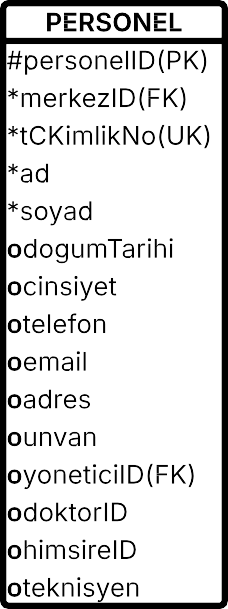 PERSONEL
#personelID(PK)
*merkezID(FK)
*tCKimlikNo(UK)
*ad
*soyad
odogumTarihi
ocinsiyet
otelefon
oemail
oadres
ounvan
oyoneticiID(FK)
odoktorID
ohimsireID
oteknisyen